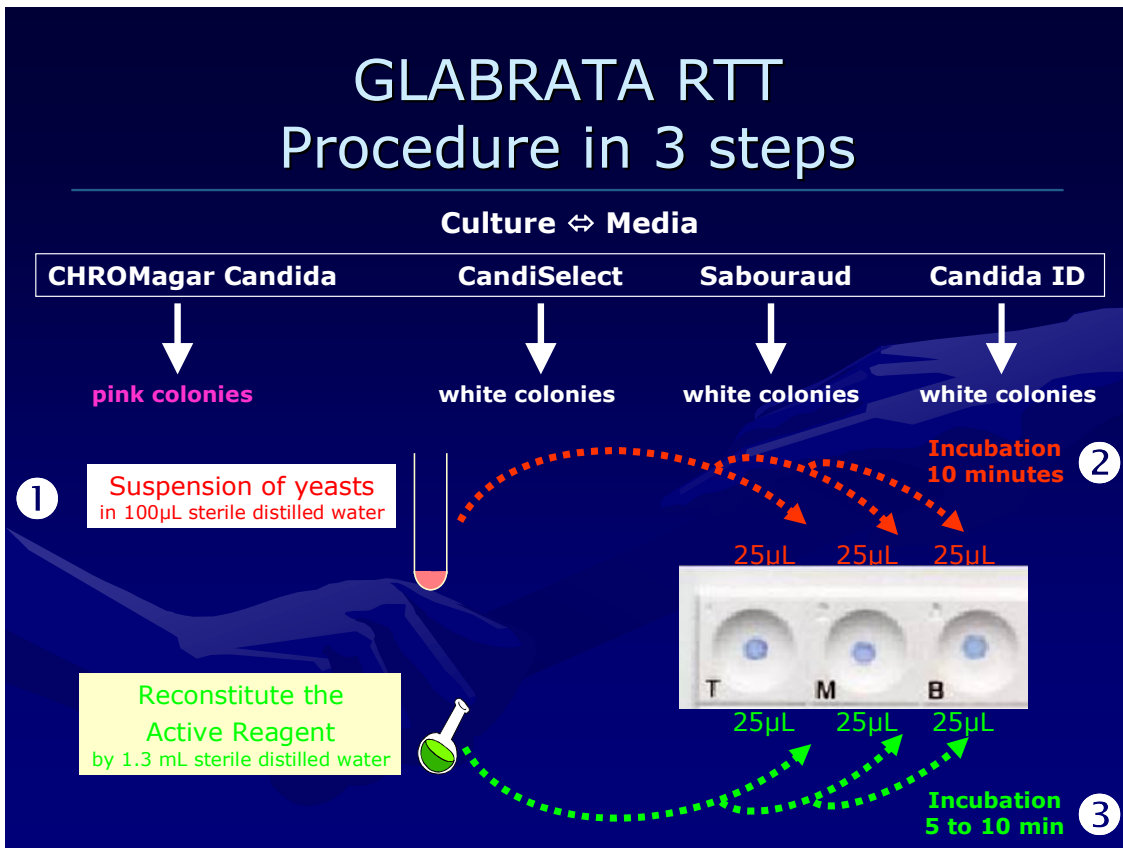 GLABRATA RTT
Procedure in 3 steps
Culture ⇔ Media
CHROMagar Candida CandiSelect Sabouraud Candida ID
pink colonies white colonies white colonies white colonies
Incubation
10 minutes
2
1
Suspension of yeasts
in 100µL sterile distilled water
25µL 25µL 25µL
T M B
25µL 25µL 25µL
Reconstitute the
Active Reagent
by 1.3 mL sterile distilled water
Incubation
5 to 10 min
3